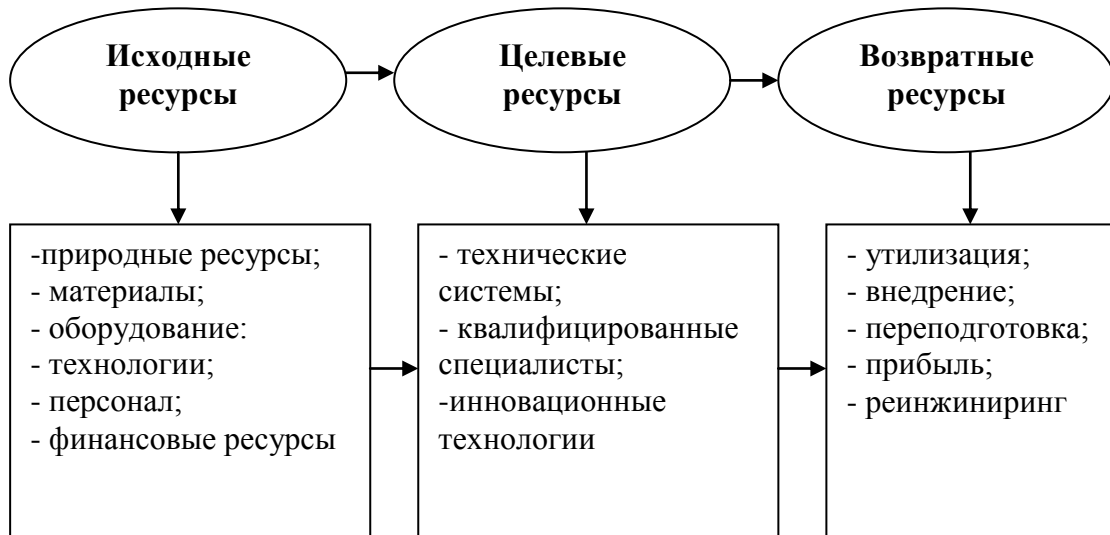 Исходные
ресурсы
Целевые
ресурсы
Возвратные
ресурсы
-природные ресурсы;
- материалы;
- оборудование:
- технологии;
- персонал;
- финансовые ресурсы
- технические
системы;
- квалифицированные
специалисты;
-инновационные
технологии
- утилизация;
- внедрение;
- переподготовка;
- прибыль;
- реинжиниринг